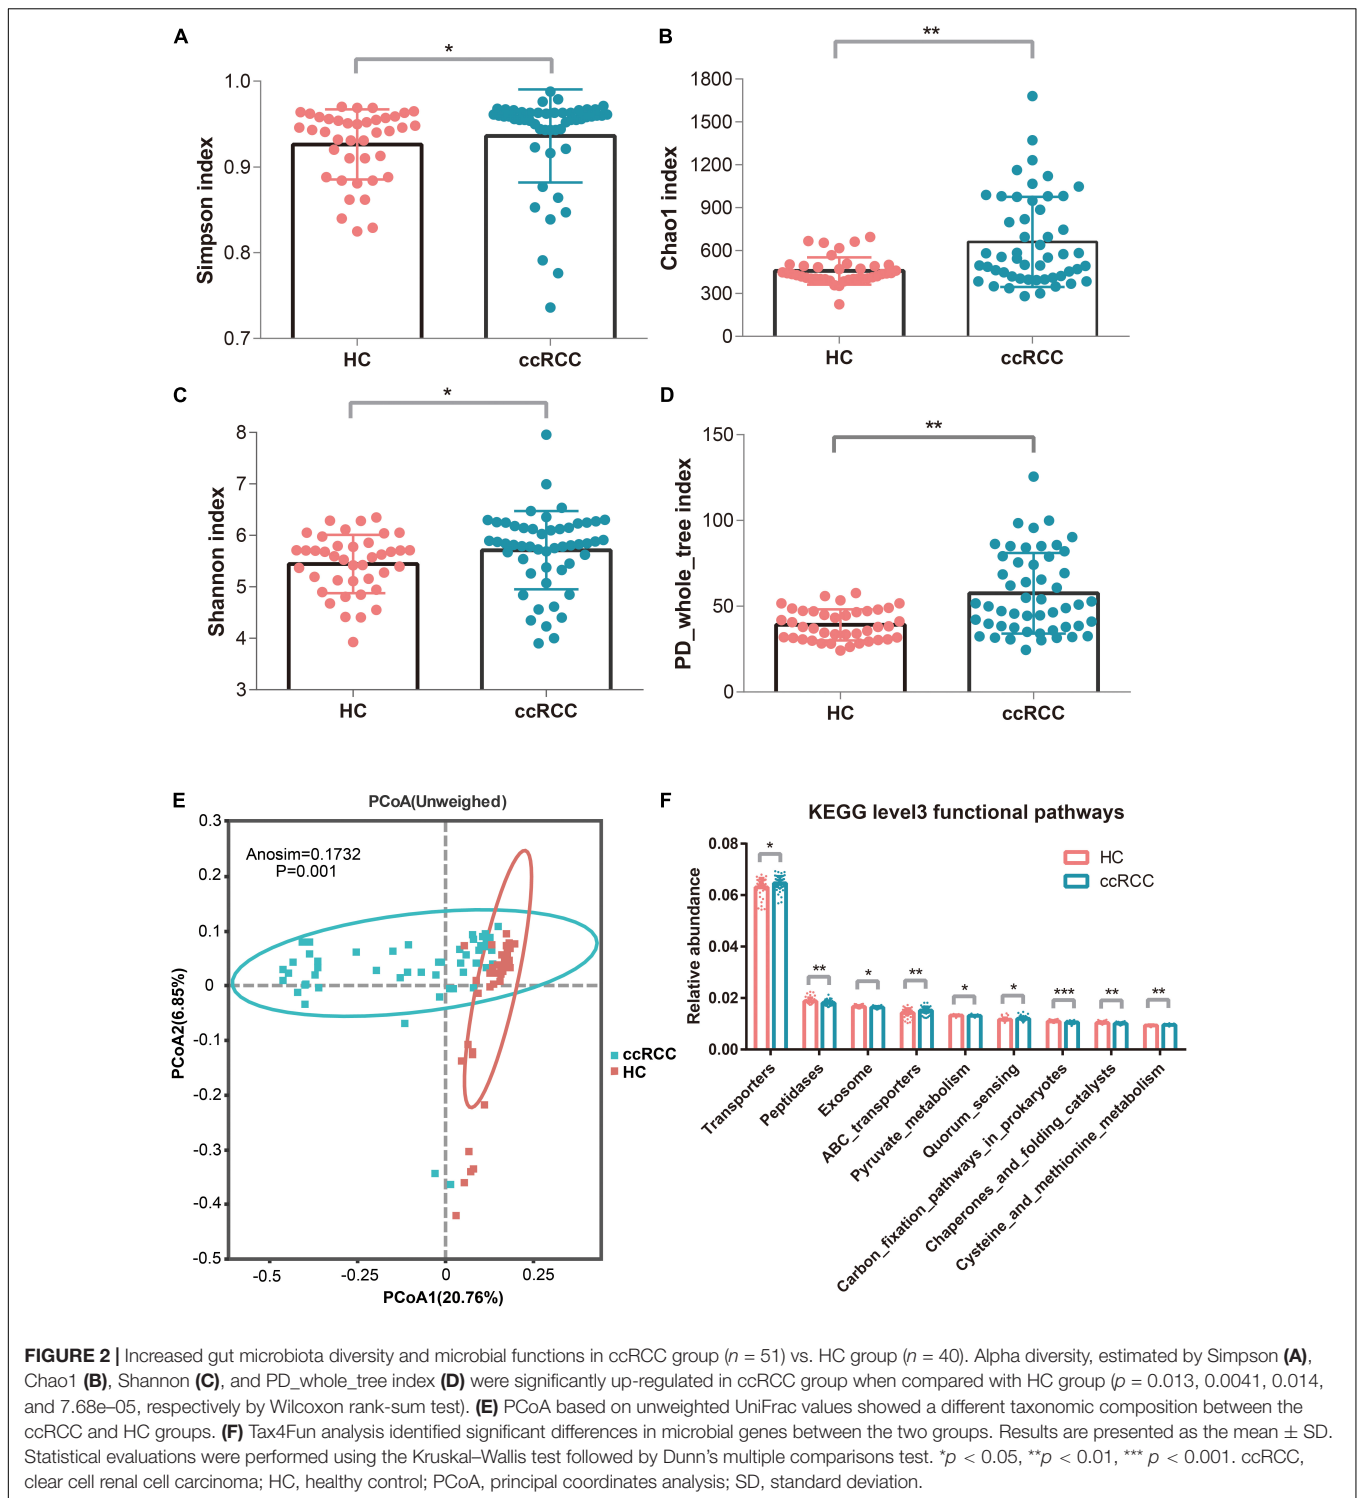 A
*
Simpson index
1.0
0.9
0.8
0.7
HC
ccRCC
B
**
Chao1 index
1800
1500
1200
900
600
300
0
HC
ccRCC
C
*
Shannon index
8
7
6
5
4
3
HC
ccRCC
D
**
PD_whole_tree index
150
100
50
0
HC
ccRCC
E
PCoA(Unweighed)
Anosim=0.1732
P=0.001
PCoA2(6.85%)
0.3
0.2
0.1
0
-0.1
-0.2
-0.3
-0.4
-0.5
-0.5
-0.25
0
0.25
PCoA1(20.76%)
ccRCC
HC
F
KEGG level3 functional pathways
Relative abundance
0.08
0.06
0.04
0.02
0.00
HC
ccRCC
*
**
*
**
*
*
***
**
**
Transporters
Peptidases
Exosome
ABC_transporters
Pyruvate_metabolism
Quorum_sensing
Carbon_fixation_pathways_in_prokaryotes
Chaperones_and_folding_catalysts
Cysteine_and_methionine_metabolism
FIGURE 2 | Increased gut microbiota diversity and microbial functions in ccRCC group (n = 51) vs. HC group (n = 40). Alpha diversity, estimated by Simpson (A),
Chao1 (B), Shannon (C), and PD_whole_tree index (D) were significantly up-regulated in ccRCC group when compared with HC group (p = 0.013, 0.0041, 0.014,
and 7.68e–05, respectively by Wilcoxon rank-sum test). (E) PCoA based on unweighted UniFrac values showed a different taxonomic composition between the
ccRCC and HC groups. (F) Tax4Fun analysis identified significant differences in microbial genes between the two groups. Results are presented as the mean ± SD.
Statistical evaluations were performed using the Kruskal–Wallis test followed by Dunn's multiple comparisons test. *p < 0.05, **p < 0.01, *** p < 0.001. ccRCC,
clear cell renal cell carcinoma; HC, healthy control; PCoA, principal coordinates analysis; SD, standard deviation.